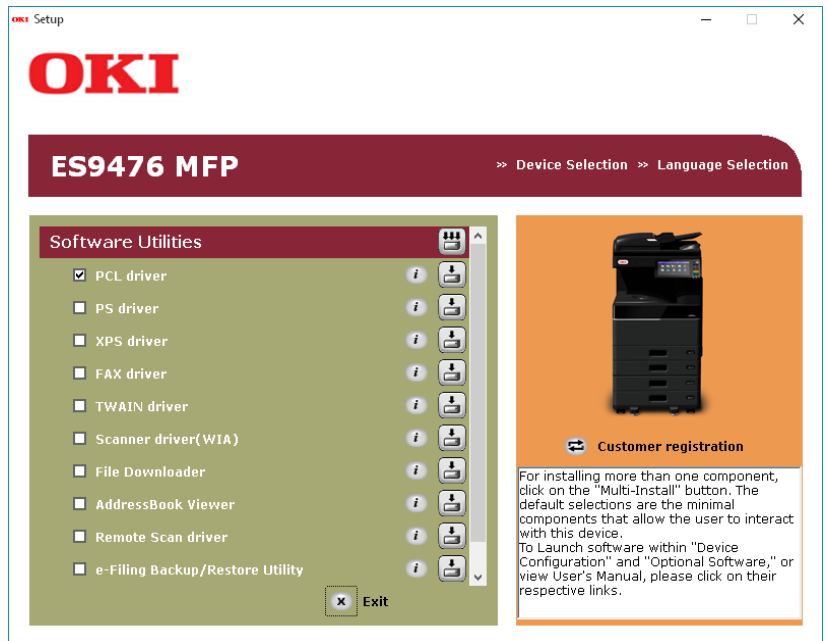 OKI Setup
OKI
ES9476 MFP
» Device Selection » Language Selection
Software Utilities
PCL driver
PS driver
XPS driver
FAX driver
TWAIN driver
Scanner driver(WIA)
File Downloader
AddressBook Viewer
Remote Scan driver
e-Filing Backup/Restore Utility
x Exit
OKI
Customer registration
For installing more than one component,
click on the "Multi-Install" button. The
default selections are the minimal
components that allow the user to interact
with this device.
To Launch software within "Device
Configuration" and "Optional Software," or
view User's Manual, please click on their
respective links.